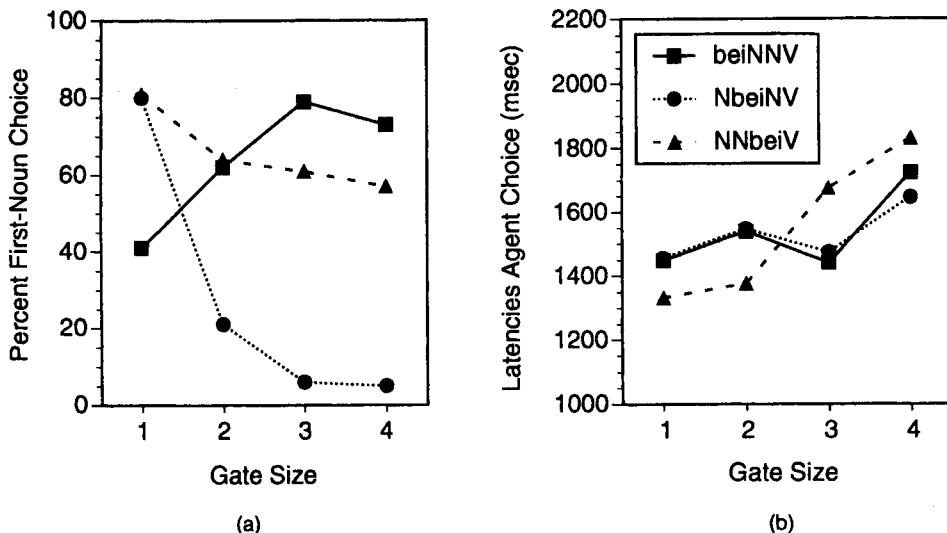 Percent First-Noun Choice
100
80
60
40
20
0
1 2 3 4
Gate Size
(a)
Latencies Agent Choice (msec)
2200
2000
1800
1600
1400
1200
1000
beiNNV
NbeiNV
NNbeiV
1 2 3 4
Gate Size
(b)